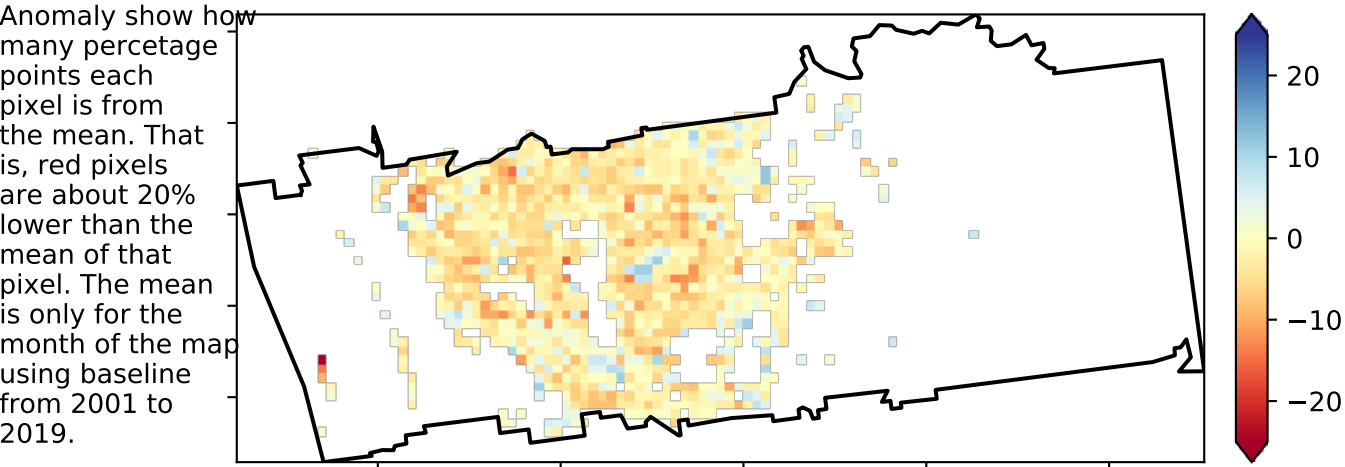 Anomaly show how
many percetage
points each
pixel is from
the mean. That
is, red pixels
are about 20%
lower than the
mean of that
pixel. The mean
is only for the
month of the map
using baseline
from 2001 to
2019.
20
10
0
−10
−20